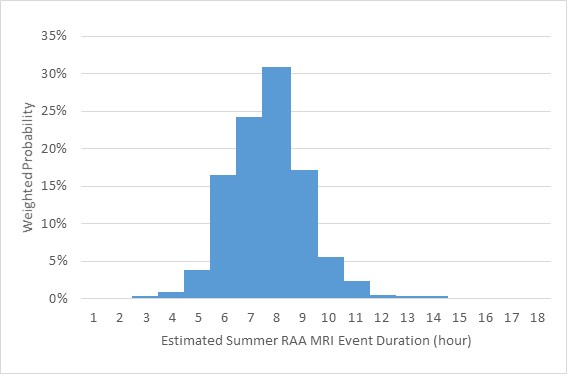 35%
30%
25%
20%
15%
10%
5%
0%
Weighted Probability
1 2 3 4 5 6 7 8 9 10 11 12 13 14 15 16 17 18
Estimated Summer RAA MRI Event Duration (hour)